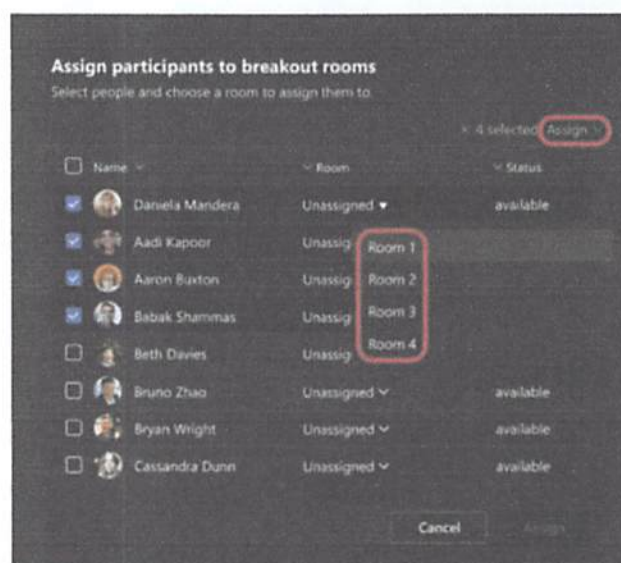 Assign participants to breakout rooms
Select people and choose a room to assign them to.
× 4 selected Assign
Name Room Status
Daniela Mandera Unassigned available
Aadi Kapoor Unassig Room 1
Aaron Buxton Unassig Room 2
Babak Shammas Unassig Room 3
Beth Davies Unassig Room 4
Bruno Zhao Unassigned available
Bryan Wright Unassigned available
Cassandra Dunn Unassigned available
Cancel Assign